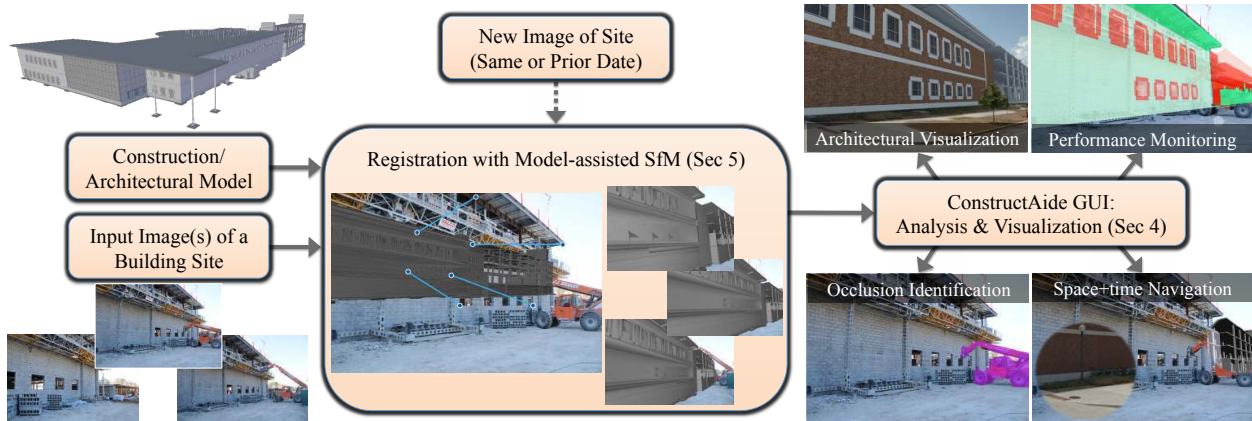 New Image of Site
(Same or Prior Date)
Construction/
Architectural Model
Input Image(s) of a
Building Site
Registration with Model-assisted SfM (Sec 5)
Architectural Visualization
Performance Monitoring
ConstructAide GUI:
Analysis & Visualization (Sec 4)
Occlusion Identification
Space+time Navigation